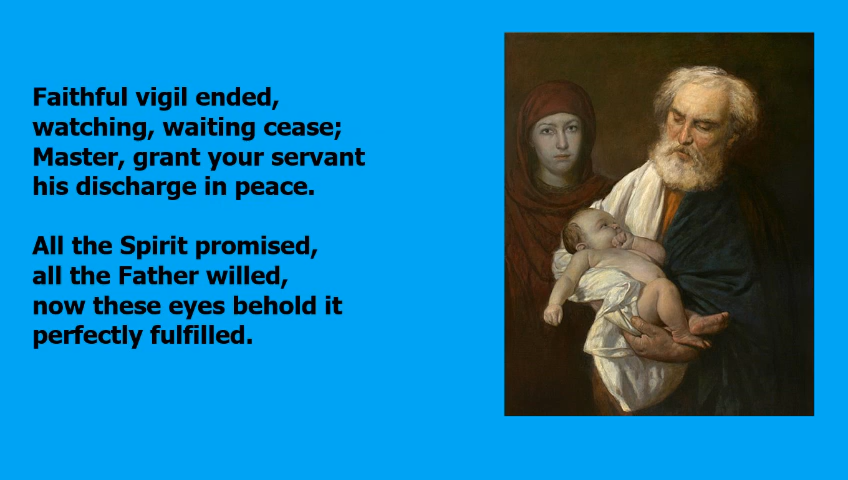 Faithful vigil ended,
watching, waiting cease;
Master, grant your servant
his discharge in peace.
All the Spirit promised,
all the Father willed,
now these eyes behold it
perfectly fulfilled.